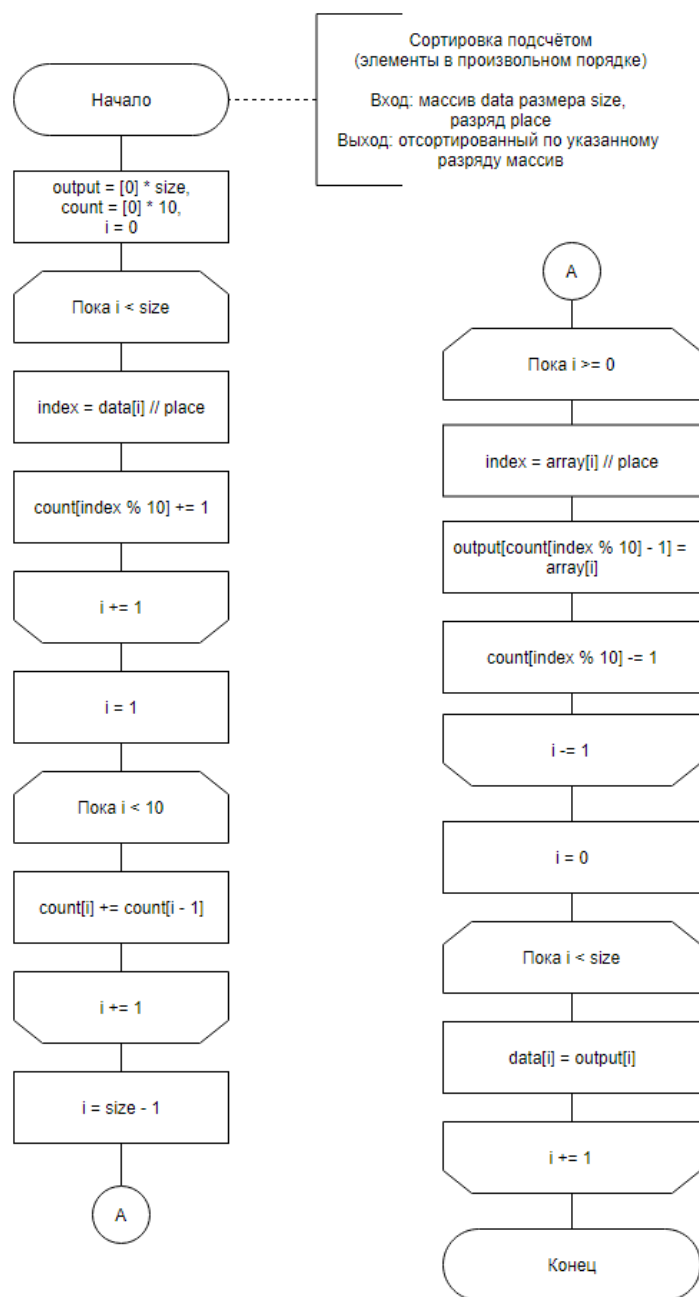 Сортировка подсчётом
(элементы в произвольном порядке)
Вход: массив data размера size,
разряд place
Выход: отсортированный по указанному
разряду массив
Начало
output = [0] * size,
count = [0] * 10,
i = 0
Пока i < size
index = data[i] // place
count[index % 10] += 1
i += 1
i = 1
Пока i < 10
count[i] += count[i - 1]
i += 1
i = size - 1
A
A
Пока i >= 0
index = array[i] // place
output[count[index % 10] - 1] =
array[i]
count[index % 10] -= 1
i -= 1
i = 0
Пока i < size
data[i] = output[i]
i += 1
Конец